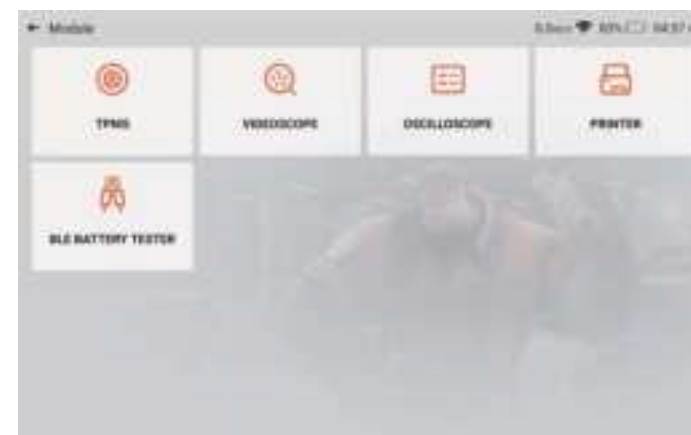 ← Module
TPMS
VIDEOSCOPE
OSCILLOSCOPE
PRINTER
BLE BATTERY TESTER